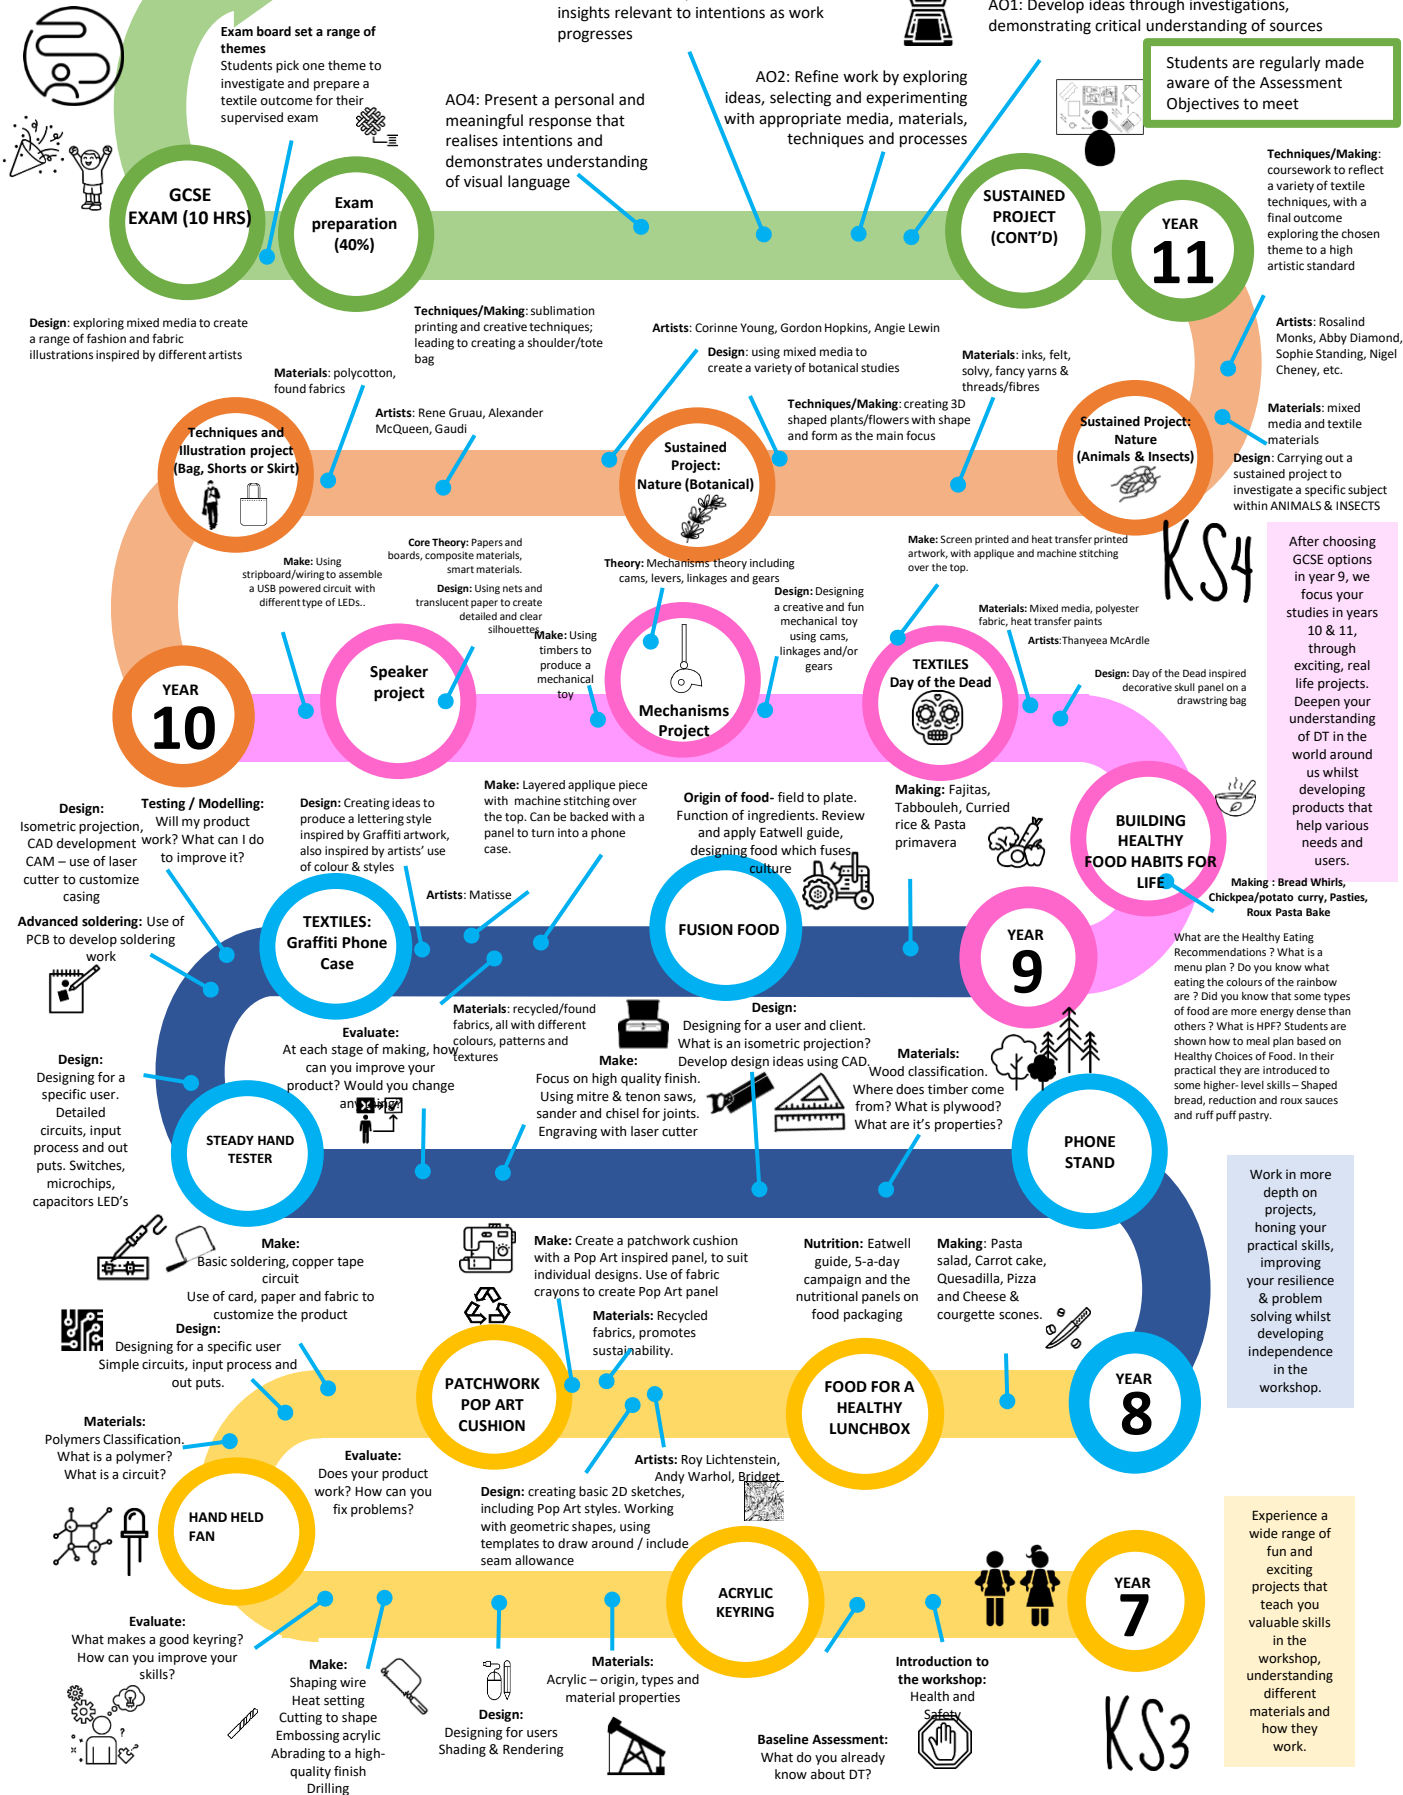 insights relevant to intentions as work
progresses
AO1: Develop ideas through investigations,
demonstrating critical understanding of sources
Exam board set a range of
themes
Students pick one theme to
investigate and prepare a
textile outcome for their
supervised exam
Students are regularly made
aware of the Assessment
Objectives to meet
AO4: Present a personal and
meaningful response that
realises intentions and
demonstrates understanding
of visual language
AO2: Refine work by exploring
ideas, selecting and experimenting
with appropriate media, materials,
techniques and processes
Techniques/Making:
coursework to reflect
a variety of textile
techniques, with a
final outcome
exploring the chosen
theme to a high
artistic standard
GCSE
EXAM (10 HRS)
Exam
preparation
(40%)
SUSTAINED
PROJECT
(CONT'D)
YEAR
11
Design: exploring mixed media to create
a range of fashion and fabric
illustrations inspired by different artists
Techniques/Making: sublimation
printing and creative techniques;
leading to creating a shoulder/tote
bag
Artists: Corinne Young, Gordon Hopkins, Angie Lewin
Design: using mixed media to
create a variety of botanical studies
Materials: inks, felt,
solvy, fancy yarns &
threads/fibres
Artists: Rosalind
Monks, Abby Diamond,
Sophie Standing, Nigel
Cheney, etc.
Materials: polycotton,
found fabrics
Artists: Rene Gruau, Alexander
McQueen, Gaudi
Techniques/Making: creating 3D
shaped plants/flowers with shape
and form as the main focus
Materials: mixed
media and textile
materials
Design: Carrying out a
sustained project to
investigate a specific subject
within ANIMALS & INSECTS
Techniques and
Illustration project
(Bag, Shorts or Skirt)
Sustained
Project:
Nature (Botanical)
Sustained Project:
Nature
(Animals & Insects)
KS4
After choosing
GCSE options
in year 9, we
focus your
studies in years
10 & 11,
through
exciting, real
life projects.
Deepen your
understanding
of DT in the
world around
us whilst
developing
products that
help various
needs and
users.
Make: Using
stripboard/wiring to assemble
a USB powered circuit with
different type of LEDs..
Core Theory: Papers and
boards, composite materials,
smart materials.
Design: Using nets and
translucent paper to create
detailed and clear
silhouettes.
Theory: Mechanisms theory including
cams, levers, linkages and gears
Make: Using
timbers to
produce a
mechanical
toy
Design: Designing
a creative and fun
mechanical toy
using cams,
linkages and/or
gears
Make: Screen printed and heat transfer printed
artwork, with applique and machine stitching
over the top.
Materials: Mixed media, polyester
fabric, heat transfer paints
Artists:Thanyeea McArdle
Design: Day of the Dead inspired
decorative skull panel on a
drawstring bag
YEAR
10
Speaker
project
Mechanisms
Project
TEXTILES
Day of the Dead
BUILDING
HEALTHY
FOOD HABITS FOR
LIFE
Design:
Isometric projection,
CAD development
CAM – use of laser
cutter to customize
casing
Testing / Modelling:
Will my product
work? What can I do
to improve it?
Design: Creating ideas to
produce a lettering style
inspired by Graffiti artwork,
also inspired by artists' use
of colour & styles
Make: Layered applique piece
with machine stitching over
the top. Can be backed with a
panel to turn into a phone
case.
Artists: Matisse
Origin of food- field to plate.
Function of ingredients. Review
and apply Eatwell guide,
designing food which fuses
culture
Making: Fajitas,
Tabbouleh, Curried
rice & Pasta
primavera
Making : Bread Whirls,
Chickpea/potato curry, Pasties,
Roux Pasta Bake
Advanced soldering: Use of
PCB to develop soldering
work
TEXTILES:
Graffiti Phone
Case
FUSION FOOD
YEAR
9
What are the Healthy Eating
Recommendations ? What is a
menu plan ? Do you know what
eating the colours of the rainbow
are ? Did you know that some types
of food are more energy dense than
others ? What is HPF? Students are
shown how to meal plan based on
Healthy Choices of Food. In their
practical they are introduced to
some higher- level skills – Shaped
bread, reduction and roux sauces
and ruff puff pastry.
Design:
Designing for a
specific user.
Detailed
circuits, input
process and out
puts. Switches,
microchips,
capacitors LED's
Evaluate:
At each stage of making, how
can you improve your
product? Would you change
Materials: recycled/found
fabrics, all with different
colours, patterns and
textures
Make:
Focus on high quality finish.
Using mitre & tenon saws,
sander and chisel for joints.
Engraving with laser cutter
Design:
Designing for a user and client.
What is an isometric projection?
Develop design ideas using CAD.
Materials:
Wood classification.
Where does timber come
from? What is plywood?
What are it's properties?
STEADY HAND
TESTER
PHONE
STAND
Work in more
depth on
projects,
honing your
practical skills,
improving
your resilience
& problem
solving whilst
developing
independence
in the
workshop.
Make:
Basic soldering, copper tape
circuit
Use of card, paper and fabric to
customize the product
Design:
Designing for a specific user
Simple circuits, input process and
out puts.
Make: Create a patchwork cushion
with a Pop Art inspired panel, to suit
individual designs. Use of fabric
crayons to create Pop Art panel
Materials: Recycled
fabrics, promotes
sustainability.
Nutrition: Eatwell
guide, 5-a-day
campaign and the
nutritional panels on
food packaging
Making: Pasta
salad, Carrot cake,
Quesadilla, Pizza
and Cheese &
courgette scones.
PATCHWORK
POP ART
CUSHION
FOOD FOR A
HEALTHY
LUNCHBOX
YEAR
8
Materials:
Polymers Classification.
What is a polymer?
What is a circuit?
Evaluate:
Does your product
work? How can you
fix problems?
Artists: Roy Lichtenstein,
Andy Warhol, Bridget
Design: creating basic 2D sketches,
including Pop Art styles. Working
with geometric shapes, using
templates to draw around / include
seam allowance
HAND HELD
FAN
ACRYLIC
KEYRING
YEAR
7
Experience a
wide range of
fun and
exciting
projects that
teach you
valuable skills
in the
workshop,
understanding
different
materials and
how they
work.
Evaluate:
What makes a good keyring?
How can you improve your
skills?
Make:
Shaping wire
Heat setting
Cutting to shape
Embossing acrylic
Abrading to a high-
quality finish
Drilling
Design:
Designing for users
Shading & Rendering
Materials:
Acrylic – origin, types and
material properties
Baseline Assessment:
What do you already
know about DT?
Introduction to
the workshop:
Health and
Safety
KS3